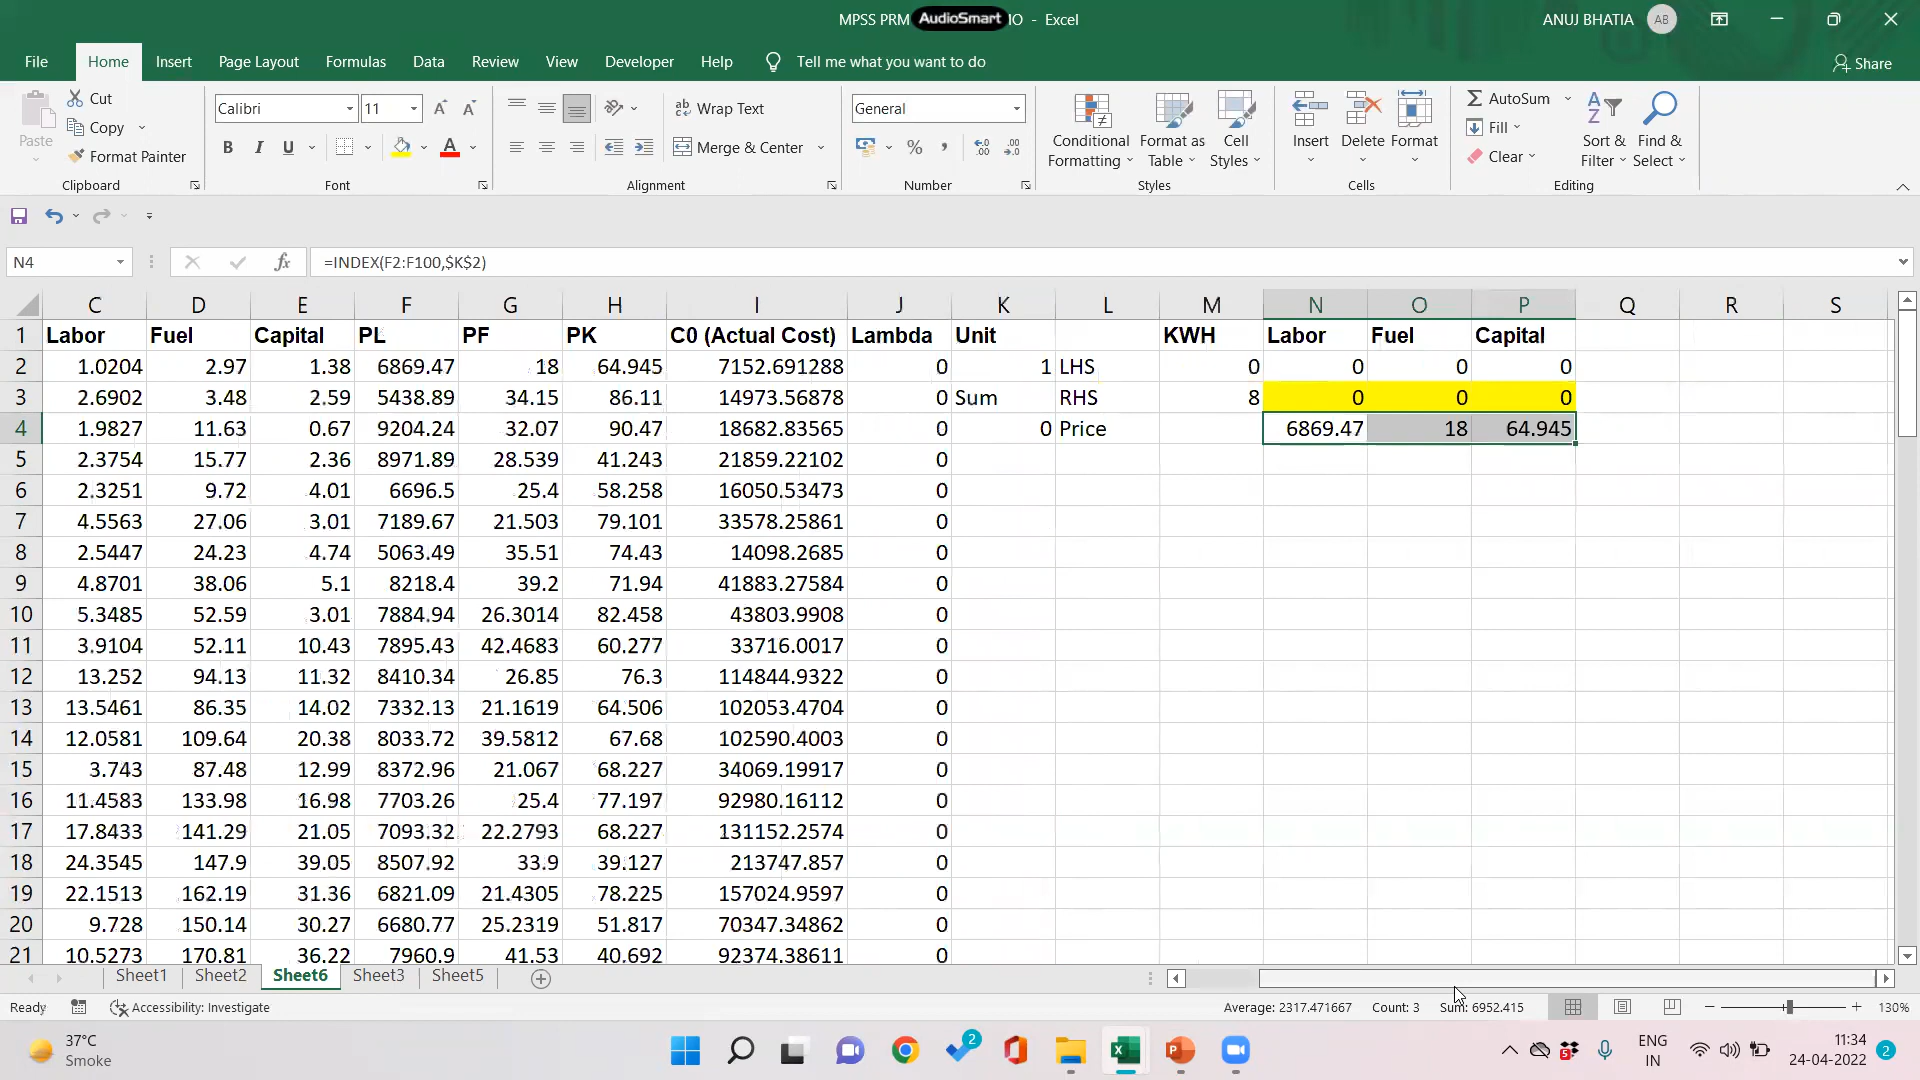 MPSS PRM AudioSmart IO - Excel
ANUJ BHATIA AB
File Home Insert Page Layout Formulas Data Review View Developer Help Tell me what you want to do Share
Paste Cut Copy Format Painter Clipboard
Calibri 11 B I U A Font
Wrap Text Merge & Center Alignment
General % Number
Conditional Formatting Format as Table Cell Styles Styles
Insert Delete Format Cells
AutoSum Fill Clear Sort & Filter Find & Select Editing
N4 fx =INDEX(F2:F100,$K$2)
C D E F G H I J K L M N O P Q R S
1 Labor Fuel Capital PL PF PK C0 (Actual Cost) Lambda Unit KWH Labor Fuel Capital
2 1.0204 2.97 1.38 6869.47 18 64.945 7152.691288 0 1 LHS 0 0 0 0
3 2.6902 3.48 2.59 5438.89 34.15 86.11 14973.56878 0 Sum RHS 8 0 0 0
4 1.9827 11.63 0.67 9204.24 32.07 90.47 18682.83565 0 0 Price 6869.47 18 64.945
5 2.3754 15.77 2.36 8971.89 28.539 41.243 21859.22102 0
6 2.3251 9.72 4.01 6696.5 25.4 58.258 16050.53473 0
7 4.5563 27.06 3.01 7189.67 21.503 79.101 33578.25861 0
8 2.5447 24.23 4.74 5063.49 35.51 74.43 14098.2685 0
9 4.8701 38.06 5.1 8218.4 39.2 71.94 41883.27584 0
10 5.3485 52.59 3.01 7884.94 26.3014 82.458 43803.9908 0
11 3.9104 52.11 10.43 7895.43 42.4683 60.277 33716.0017 0
12 13.252 94.13 11.32 8410.34 26.85 76.3 114844.9322 0
13 13.5461 86.35 14.02 7332.13 21.1619 64.506 102053.4704 0
14 12.0581 109.64 20.38 8033.72 39.5812 67.68 102590.4003 0
15 3.743 87.48 12.99 8372.96 21.067 68.227 34069.19917 0
16 11.4583 133.98 16.98 7703.26 25.4 77.197 92980.16112 0
17 17.8433 141.29 21.05 7093.32 22.2793 68.227 131152.2574 0
18 24.3545 147.9 39.05 8507.92 33.9 39.127 213747.857 0
19 22.1513 162.19 31.36 6821.09 21.4305 78.225 157024.9597 0
20 9.728 150.14 30.27 6680.77 25.2319 51.817 70347.34862 0
21 10.5273 170.81 36.22 7960.9 41.53 40.692 92374.38611 0
Sheet1 Sheet2 Sheet6 Sheet3 Sheet5
Ready Accessibility: Investigate Average: 2317.471667 Count: 3 Sum: 6952.415 130%
37°C
Smoke
2
ENG
IN
11:34
24-04-2022
2